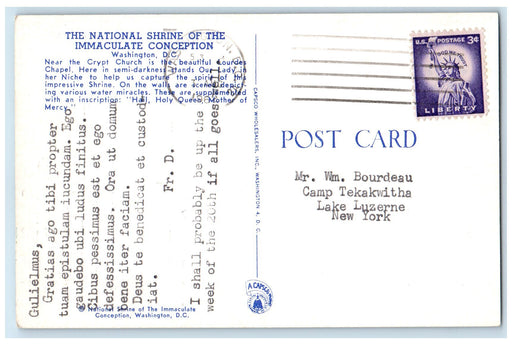 THE NATIONAL SHRINE OF THE
IMMACULATE CONCEPTION
Washington, D.C.
Near the Crypt Church is the beautiful Lourdes
Chapel. Here in semi-darkness stands Our Lady in
her Niche to help us capture the spirit of this
impressive Shrine. On the walls are scenes depict-
ing various water miracles. These are supplemented
with an inscription: "Hail, Holy Queen, Mother of
Mercy."
Gulielmus,
Gratias ago tibi propter
tuam epistulam iucundam. Ego
gaudebo ubi ludus finitus.
Cibus pessimus est et ego
defessissimus. Ora ut domum
bene iter faciam.
Deus te benedicat et custod-
iat.
Fr. D.
I shall probably be up the
week of the 20th if all goes well
© National Shrine of The Immaculate
Conception, Washington, D.C.
CAPSCO WHOLESALERS, INC., WASHINGTON 4, D. C.
A CAPSCO
U.S. POSTAGE 3¢
IN GOD WE TRUST
LIBERTY
POST CARD
Mr. Wm. Bourdeau
Camp Tekakwitha
Lake Luzerne
New York